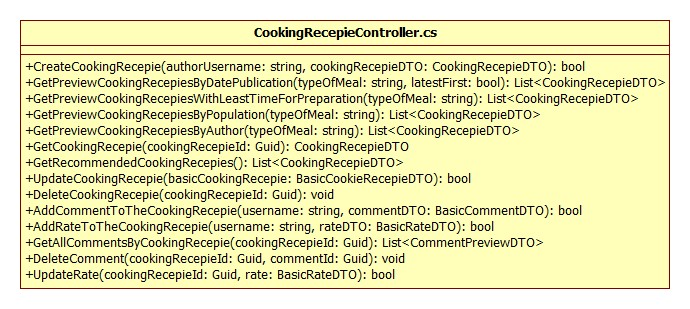 CookingRecepieController.cs
+CreateCookingRecepie(authorUsername: string, cookingRecepieDTO: CookingRecepieDTO): bool
+GetPreviewCookingRecepiesByDatePublication(typeOfMeal: string, latestFirst: bool): List<CookingRecepieDTO>
+GetPreviewCookingRecepiesWithLeastTimeForPreparation(typeOfMeal: string): List<CookingRecepieDTO>
+GetPreviewCookingRecepiesByPopulation(typeOfMeal: string): List<CookingRecepieDTO>
+GetPreviewCookingRecepiesByAuthor(typeOfMeal: string): List<CookingRecepieDTO>
+GetCookingRecepie(cookingRecepieId: Guid): CookingRecepieDTO
+GetRecommendedCookingRecepies(): List<CookingRecepieDTO>
+UpdateCookingRecepie(basicCookingRecepie: BasicCookieRecepieDTO): bool
+DeleteCookingRecepie(cookingRecepieId: Guid): void
+AddCommentToTheCookingRecepie(username: string, commentDTO: BasicCommentDTO): bool
+AddRateToTheCookingRecepie(username: string, rateDTO: BasicRateDTO): bool
+GetAllCommentsByCookingRecepie(cookingRecepieId: Guid): List<CommentPreviewDTO>
+DeleteComment(cookingRecepieId: Guid, commentId: Guid): void
+UpdateRate(cookingRecepieId: Guid, rate: BasicRateDTO): bool